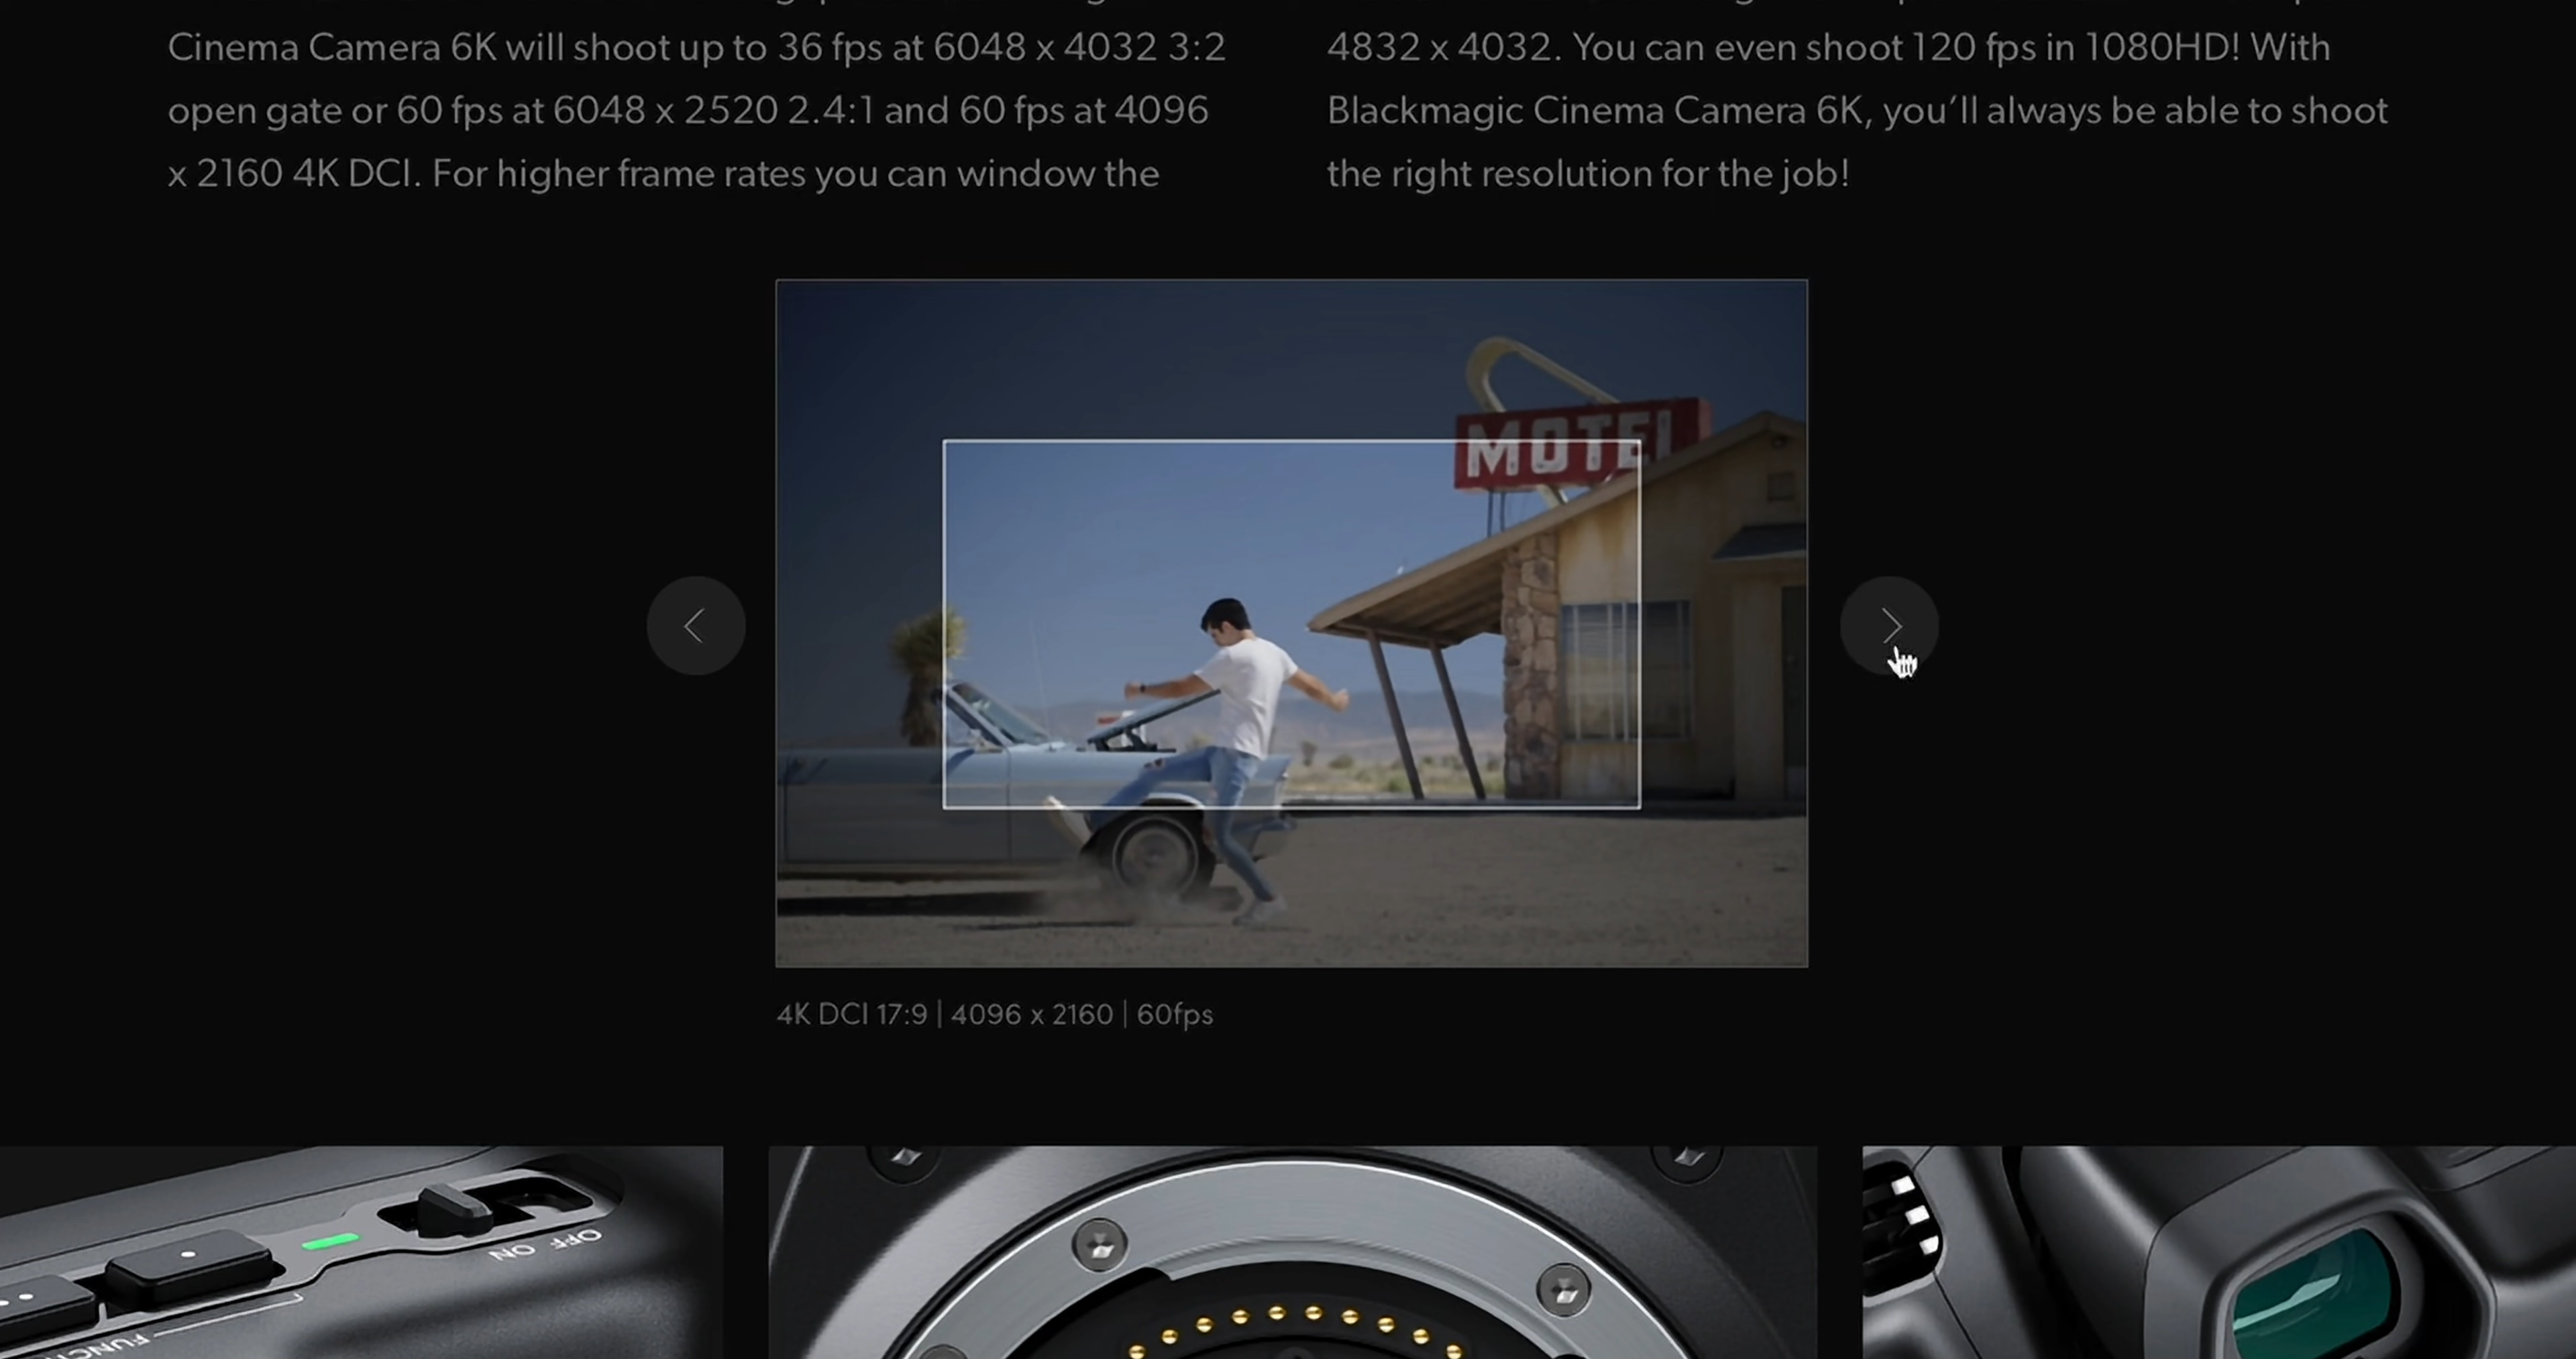 Cinema Camera 6K will shoot up to 36 fps at 6048 x 4032 3:2
open gate or 60 fps at 6048 x 2520 2.4:1 and 60 fps at 4096
x 2160 4K DCI. For higher frame rates you can window the
4832 x 4032. You can even shoot 120 fps in 1080HD! With
Blackmagic Cinema Camera 6K, you’ll always be able to shoot
the right resolution for the job!
MOTEL
4K DCI 17:9 | 4096 x 2160 | 60fps
OFF
ON